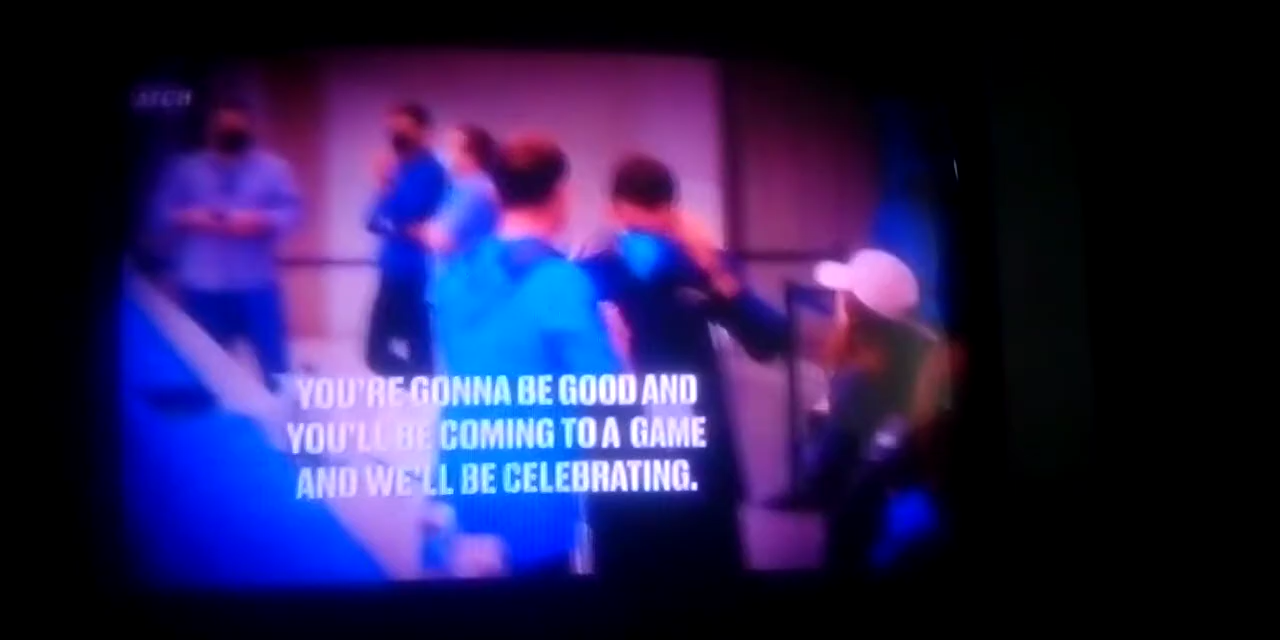 YOU'RE GONNA BE GOOD AND
YOU'LL BE COMING TO A GAME
AND WE'LL BE CELEBRATING.